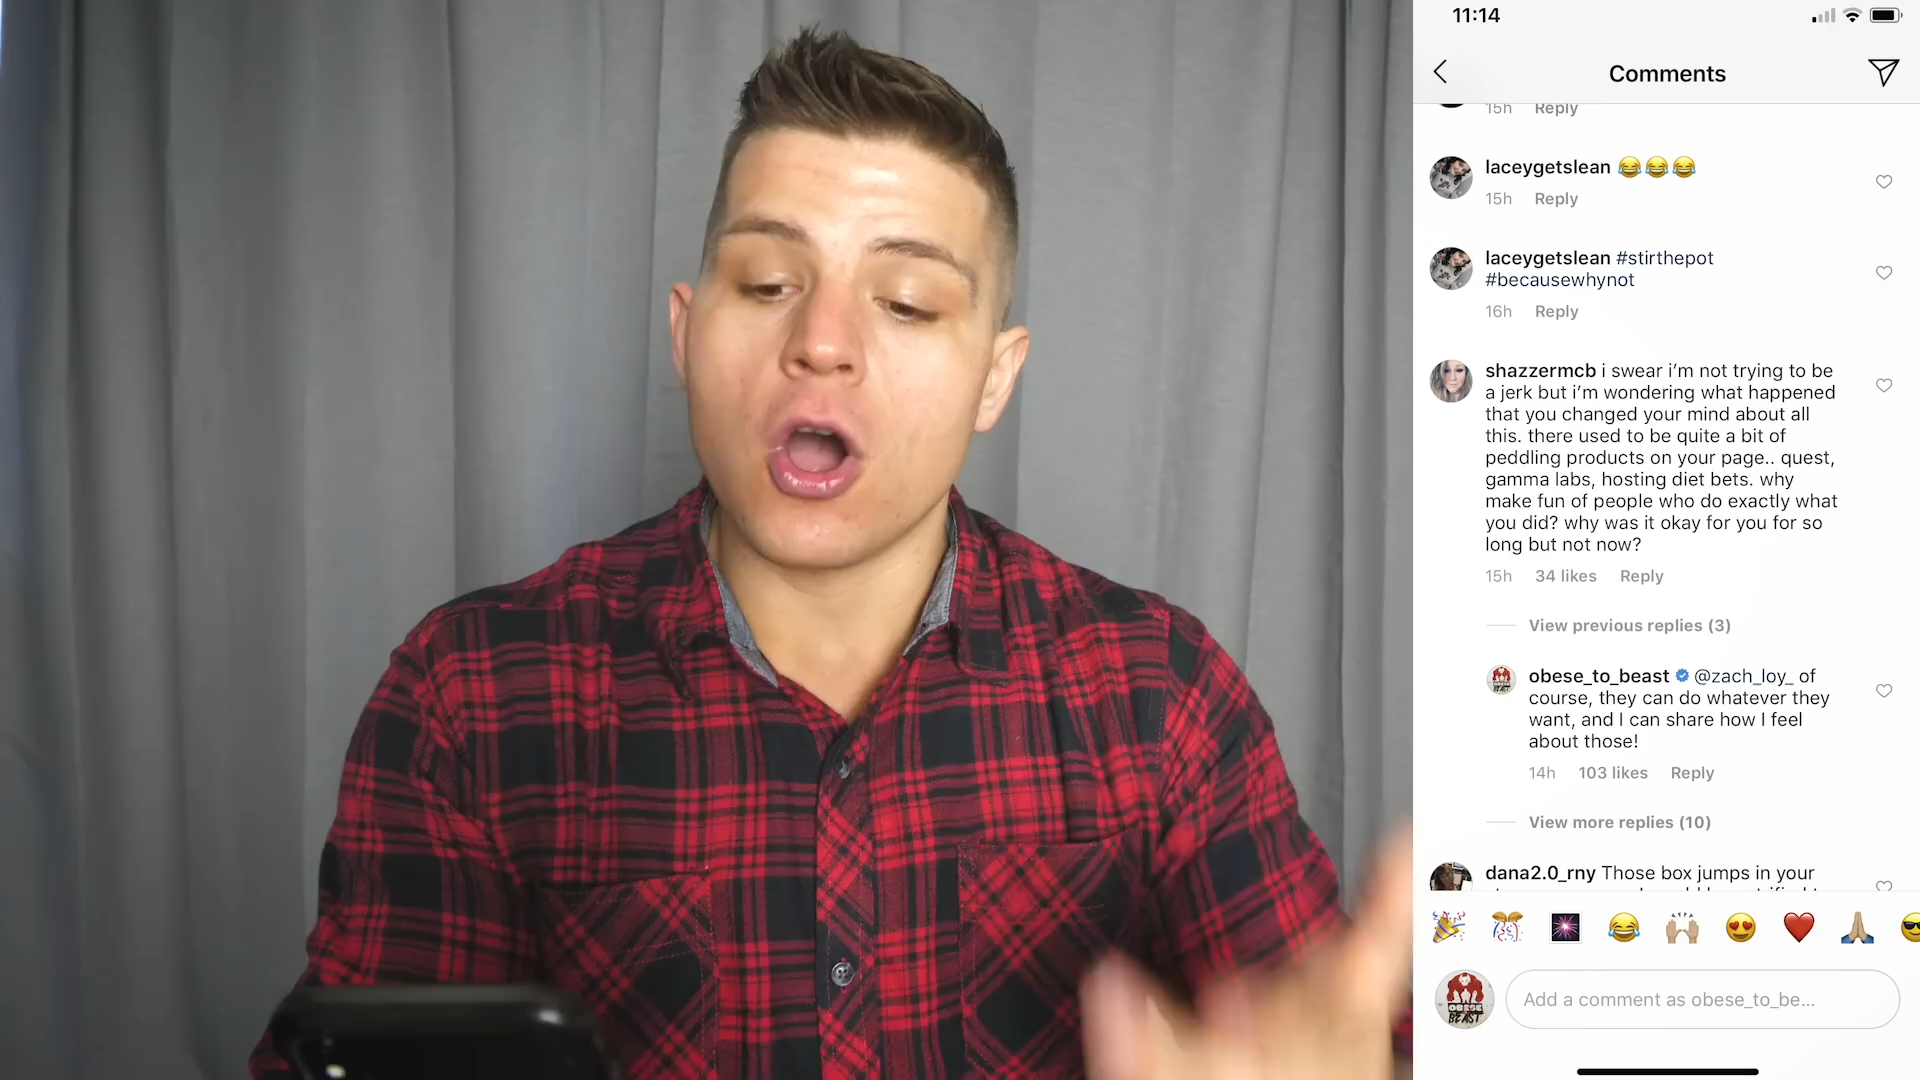 11:14
Comments
15h Reply
laceygetslean 😂😂😂
15h Reply
laceygetslean #stirthepot
#becausewhynot
16h Reply
shazzermcb i swear i’m not trying to be
a jerk but i’m wondering what happened
that you changed your mind about all
this. there used to be quite a bit of
peddling products on your page.. quest,
gamma labs, hosting diet bets. why
make fun of people who do exactly what
you did? why was it okay for you for so
long but not now?
15h 34 likes Reply
View previous replies (3)
obese_to_beast @zach_loy_ of
course, they can do whatever they
want, and I can share how I feel
about those!
14h 103 likes Reply
View more replies (10)
dana2.0_rny Those box jumps in your
OBESE
BEAST
Add a comment as obese_to_be...